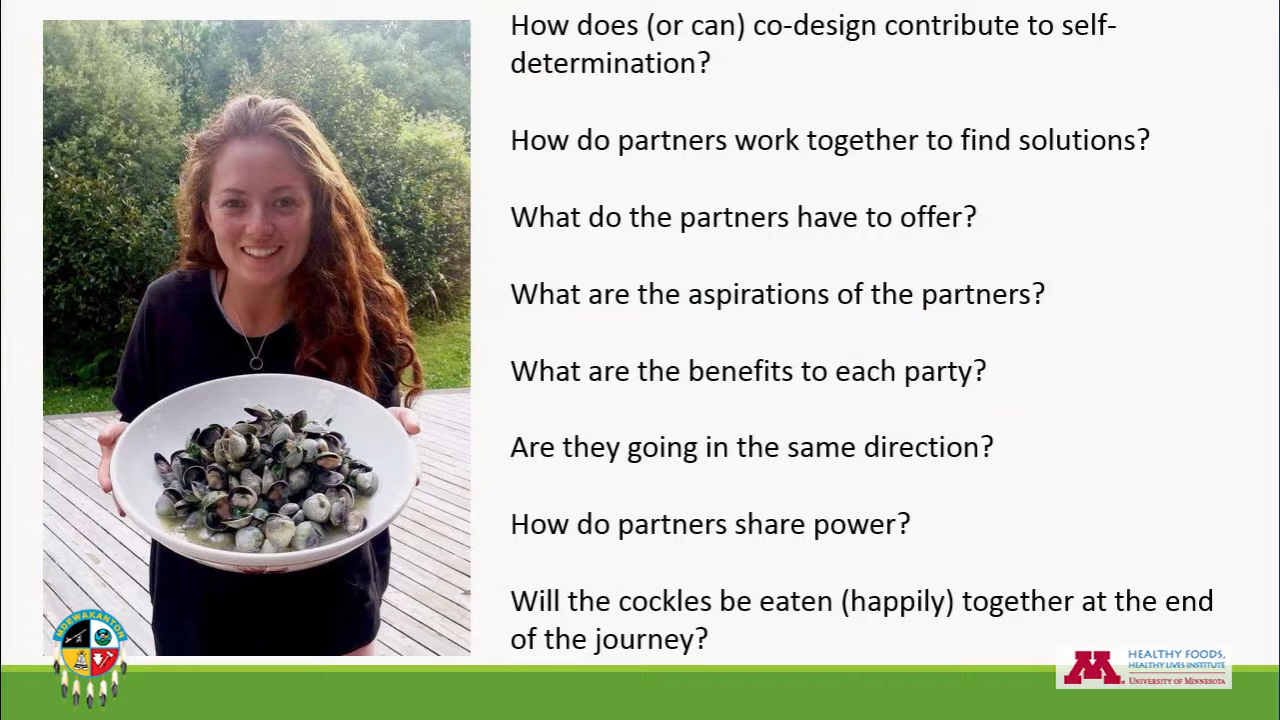 How does (or can) co-design contribute to self-
determination?
How do partners work together to find solutions?
What do the partners have to offer?
What are the aspirations of the partners?
What are the benefits to each party?
Are they going in the same direction?
How do partners share power?
Will the cockles be eaten (happily) together at the end
of the journey?
MDEWAKANTON
M
HEALTHY FOODS,
HEALTHY LIVES INSTITUTE
UNIVERSITY OF MINNESOTA